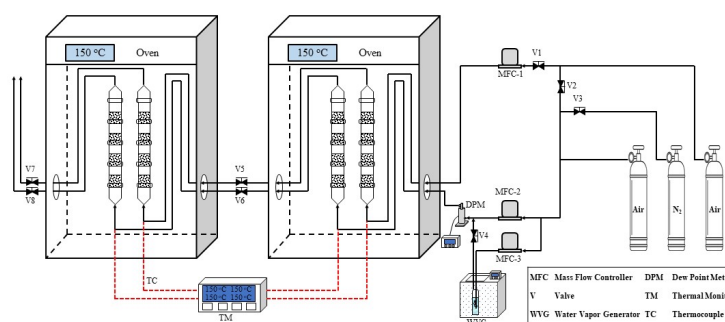 150 °C Oven
150 °C Oven
V1
MFC-1
V2
V3
V7
V8
V5
V6
MFC-2
DPM
V4
MFC-3
Air
N2
Air
TC
150 °C 150 °C
150 °C 150 °C
TM
WVG
MFC Mass Flow Controller DPM Dew Point Met
V Valve TM Thermal Moni
WVG Water Vapor Generator TC Thermocouple